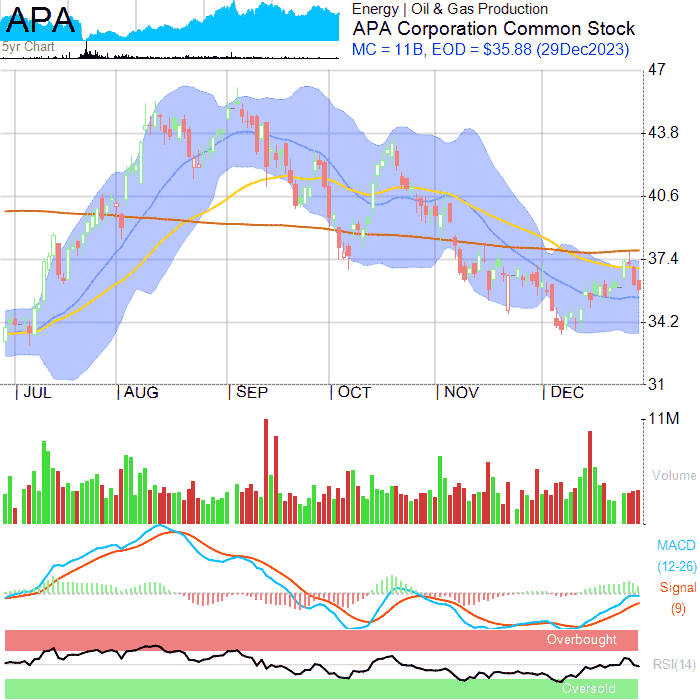 APA
5yr Chart
Energy | Oil & Gas Production
APA Corporation Common Stock
MC = 11B, EOD = $35.88 (29Dec2023)
47
43.8
40.6
37.4
34.2
31
| JUL | AUG | SEP | OCT | NOV | DEC
11M
Volume
MACD
(12-26)
Signal
(9)
Overbought
RSI(14)
Oversold